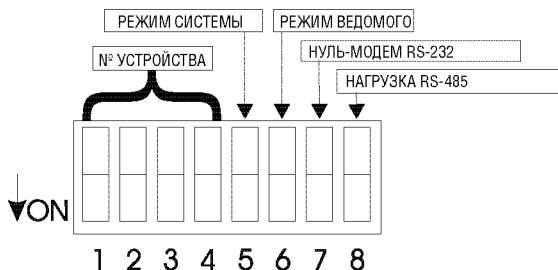 РЕЖИМ СИСТЕМЫ
РЕЖИМ ВЕДОМОГО
НУЛЬ-МОДЕМ RS-232
№ УСТРОЙСТВА
НАГРУЗКА RS-485
ON
1 2 3 4 5 6 7 8